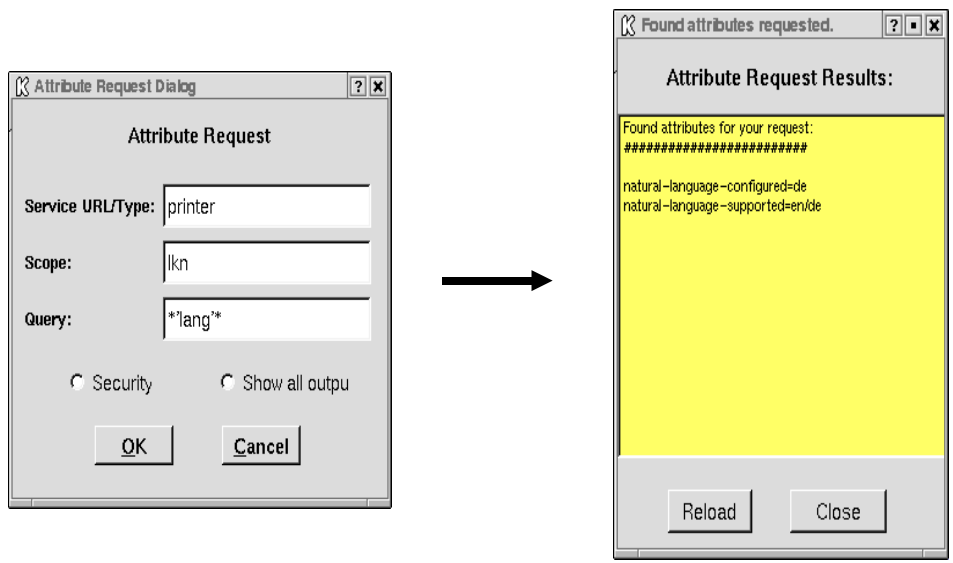 Attribute Request Dialog
?
Attribute Request
Service URL/Type: printer
Scope: lkn
Query: *'lang'*
Security Show all outpu
OK Cancel
Found attributes requested.
?
Attribute Request Results:
Found attributes for your request:
#########################
natural-language-configured=de
natural-language-supported=en/de
Reload Close